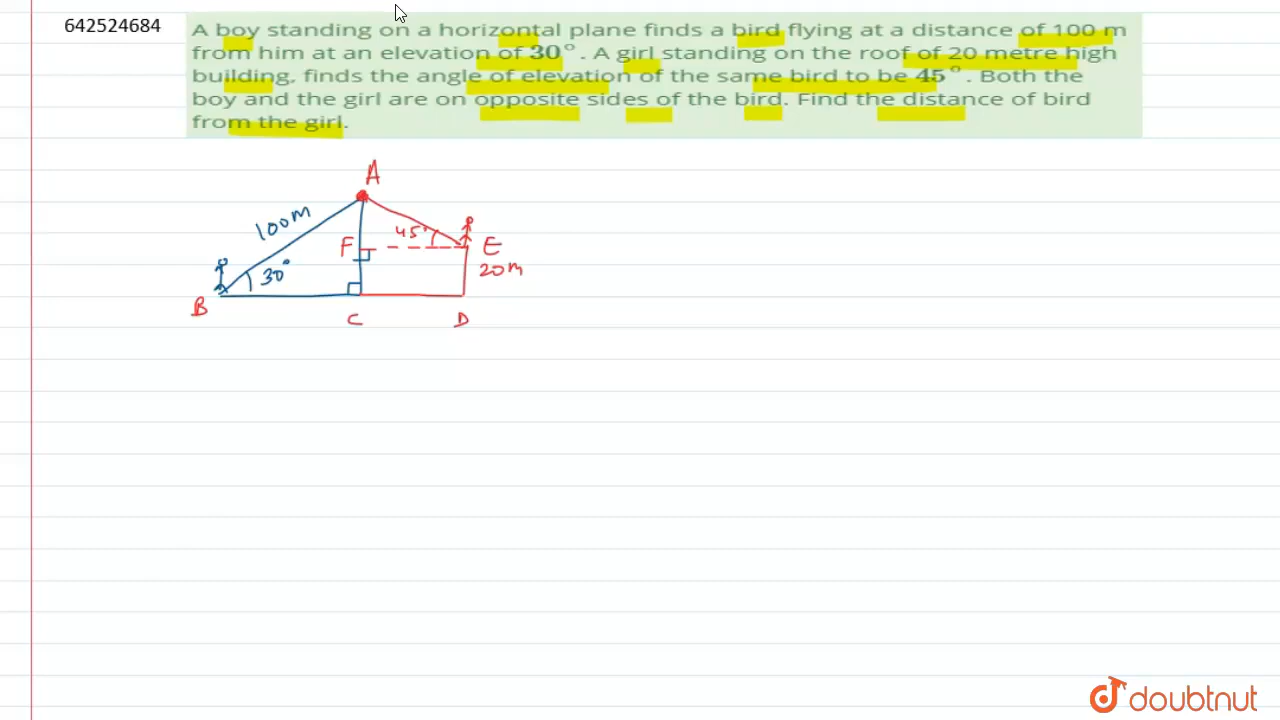 642524684
A boy standing on a horizontal plane finds a bird flying at a distance of 100 m
from him at an elevation of 30°. A girl standing on the roof of 20 metre high
building, finds the angle of elevation of the same bird to be 45°. Both the
boy and the girl are on opposite sides of the bird. Find the distance of bird
from the girl.
A
100m
45°
F
E
30°
20m
B
C
D
doubtnut